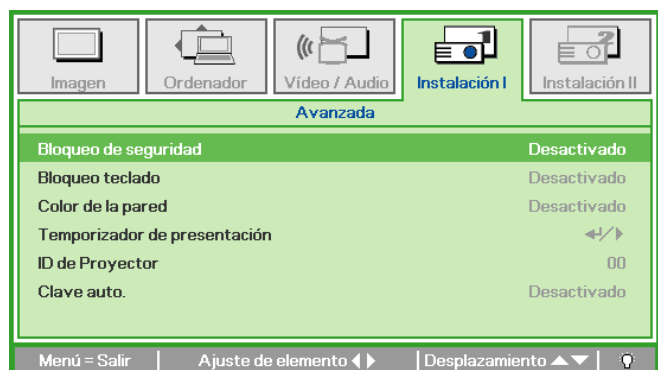 Imagen Ordenador Vídeo / Audio Instalación I Instalación II
Avanzada
Bloqueo de seguridad Desactivado
Bloqueo teclado Desactivado
Color de la pared Desactivado
Temporizador de presentación
ID de Proyector 00
Clave auto. Desactivado
Menú = Salir Ajuste de elemento Desplazamiento